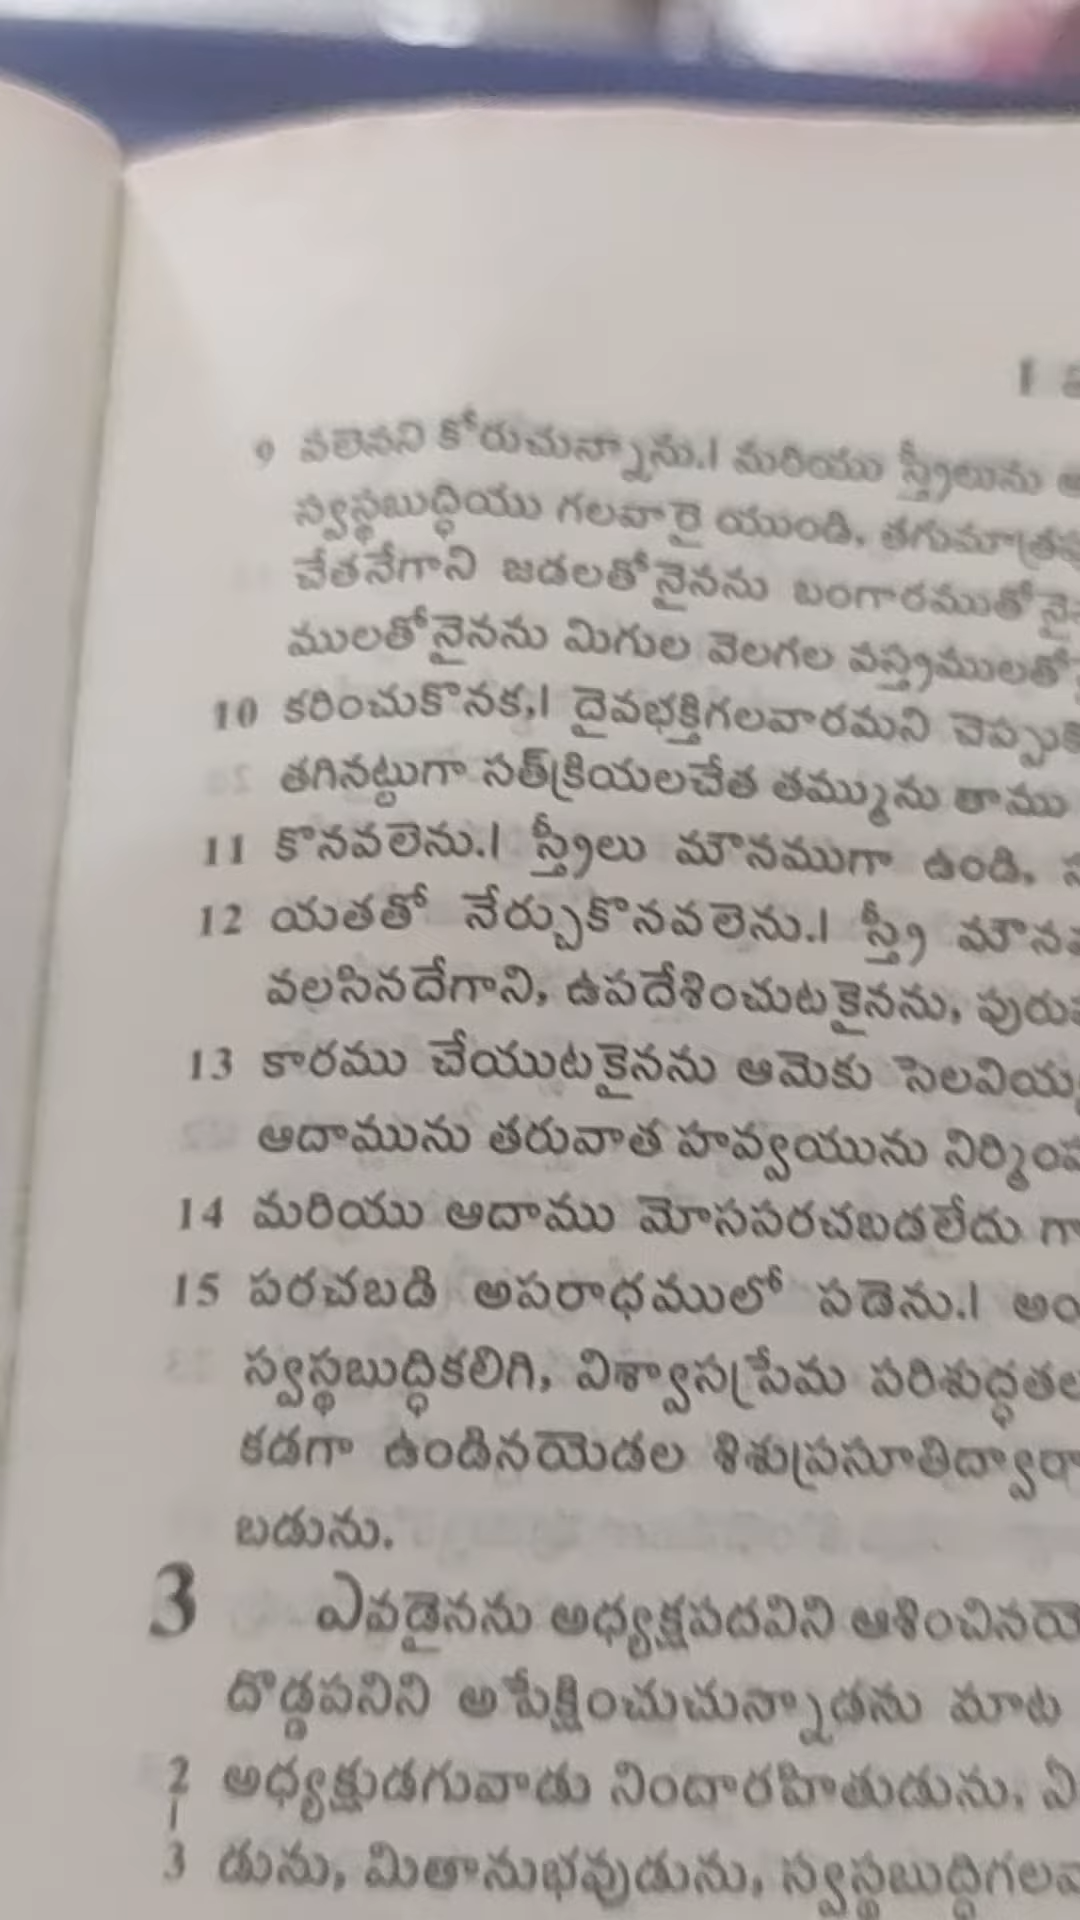 1
9 వలెనని కోరుచున్నాను.| మరియు స్త్రీలును
స్వస్థబుద్ధియు గలవారై యుండి, తగుమాత్రపు
చేతనేగాని జడలతోనైనను బంగారముతోనై
ములతోనైనను మిగుల వెలగల వస్త్రములతో
10 కరించుకొనక,| దైవభక్తిగలవారమని చెప్పు
తగినట్టుగా సత్‌క్రియలచేత తమ్మును తాము
11 కొనవలెను.| స్త్రీలు మౌనముగా ఉండి,
12 యతతో నేర్చుకొనవలెను.| స్త్రీ మౌన
వలసినదేగాని, ఉపదేశించుటకైనను, పురు
13 కారము చేయుటకైనను ఆమెకు సెలవియ్య
ఆదామును తరువాత హవ్వయును నిర్మింప
14 మరియు ఆదాము మోసపరచబడలేదు గా
15 పరచబడి అపరాధములో పడెను.| అం
స్వస్థబుద్ధికలిగి, విశ్వాసప్రేమ పరిశుద్ధతల
కడగా ఉండినయెడల శిశుప్రసూతిద్వారా
బడును.
3 ఎవడైనను అధ్యక్షపదవిని ఆశించినయె
దొడ్డపనిని అపేక్షించుచున్నాడను మాట
2 అధ్యక్షుడగువాడు నిందారహితుడును, ఏ
|
3 డును, మితానుభవుడును, స్వస్థబుద్ధిగలవా